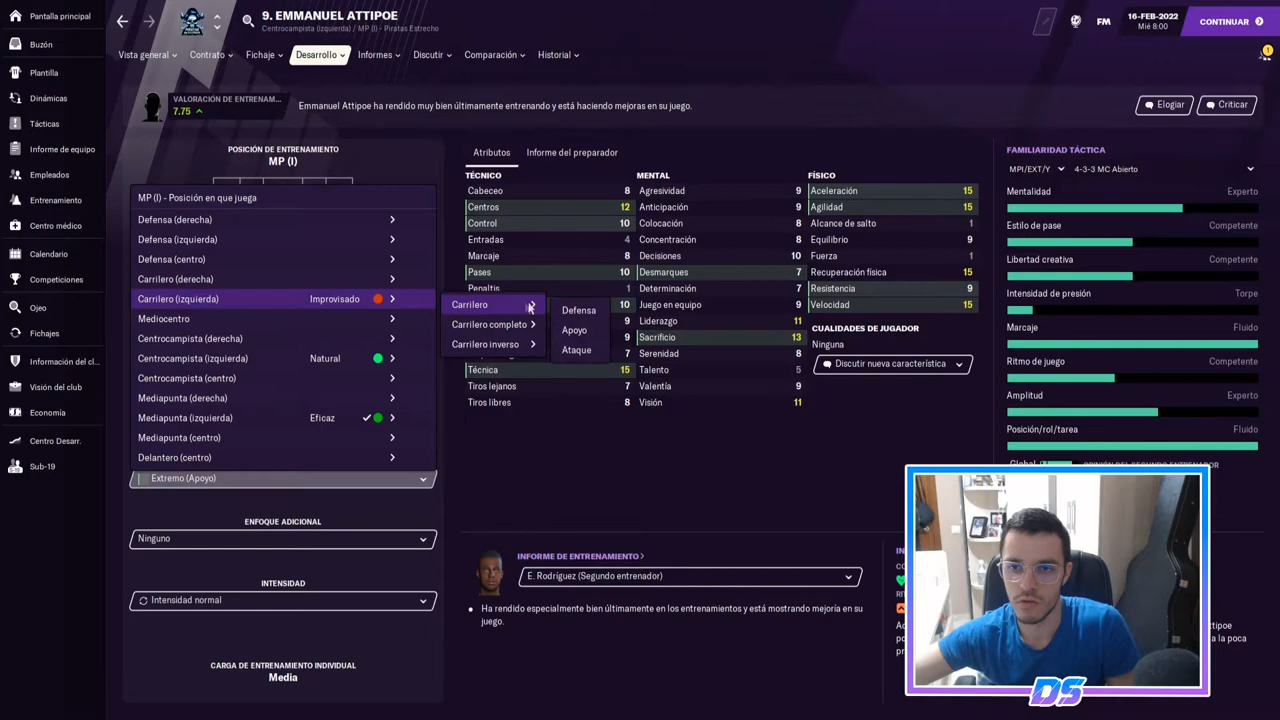 Pantalla principal
Buzón
Plantilla
Dinámicas
Tácticas
Informe de equipo
Empleados
Entrenamiento
Centro médico
Calendario
Competiciones
Ojeo
Fichajes
Información del cl...
Visión del club
Economía
Centro Desarr.
Sub-19
9. EMMANUEL ATTIPOE
Centrocampista (izquierda) / MP (I) - Piratas Estrecho
FM
16-FEB-2022
Mié 8:00
CONTINUAR
1
Vista general
Contrato
Fichaje
Desarrollo
Informes
Discutir
Comparación
Historial
VALORACIÓN DE ENTRENAM...
7.75
Emmanuel Attipoe ha rendido muy bien últimamente entrenando y está haciendo mejoras en su juego.
Elogiar
Criticar
POSICIÓN DE ENTRENAMIENTO
MP (I)
MP (I) - Posición en que juega
Defensa (derecha)
Defensa (izquierda)
Defensa (centro)
Carrilero (derecha)
Carrilero (izquierda) Improvisado
Mediocentro
Centrocampista (derecha)
Centrocampista (izquierda) Natural
Centrocampista (centro)
Mediapunta (derecha)
Mediapunta (izquierda) Eficaz
Mediapunta (centro)
Delantero (centro)
Extremo (Apoyo)
ENFOQUE ADICIONAL
Ninguno
INTENSIDAD
Intensidad normal
CARGA DE ENTRENAMIENTO INDIVIDUAL
Media
Carrilero
Carrilero completo
Carrilero inverso
Defensa
Apoyo
Ataque
Atributos
Informe del preparador
TÉCNICO
Cabeceo 8
Centros 12
Control 10
Entradas 4
Marcaje 8
Pases 10
Penaltis 1
10
9
9
7
Técnica 15
Tiros lejanos 7
Tiros libres 8
MENTAL
Agresividad 9
Anticipación 9
Colocación 8
Concentración 8
Decisiones 10
Desmarques 7
Determinación 7
Juego en equipo 9
Liderazgo 11
Sacrificio 13
Serenidad 8
Talento 5
Valentía 9
Visión 11
FÍSICO
Aceleración 15
Agilidad 15
Alcance de salto 1
Equilibrio 9
Fuerza 1
Recuperación física 15
Resistencia 9
Velocidad 15
CUALIDADES DE JUGADOR
Ninguna
Discutir nueva característica
FAMILIARIDAD TÁCTICA
MPI/EXT/Y
4-3-3 MC Abierto
Mentalidad Experto
Estilo de pase Competente
Libertad creativa Competente
Intensidad de presión Torpe
Marcaje Fluido
Ritmo de juego Competente
Amplitud Experto
Posición/rol/tarea Fluido
Global
OPINIÓN DEL SEGUNDO ENTRENADOR
INFORME DE ENTRENAMIENTO
E. Rodríguez (Segundo entrenador)
Ha rendido especialmente bien últimamente en los entrenamientos y está mostrando mejoría en su
juego.
DS